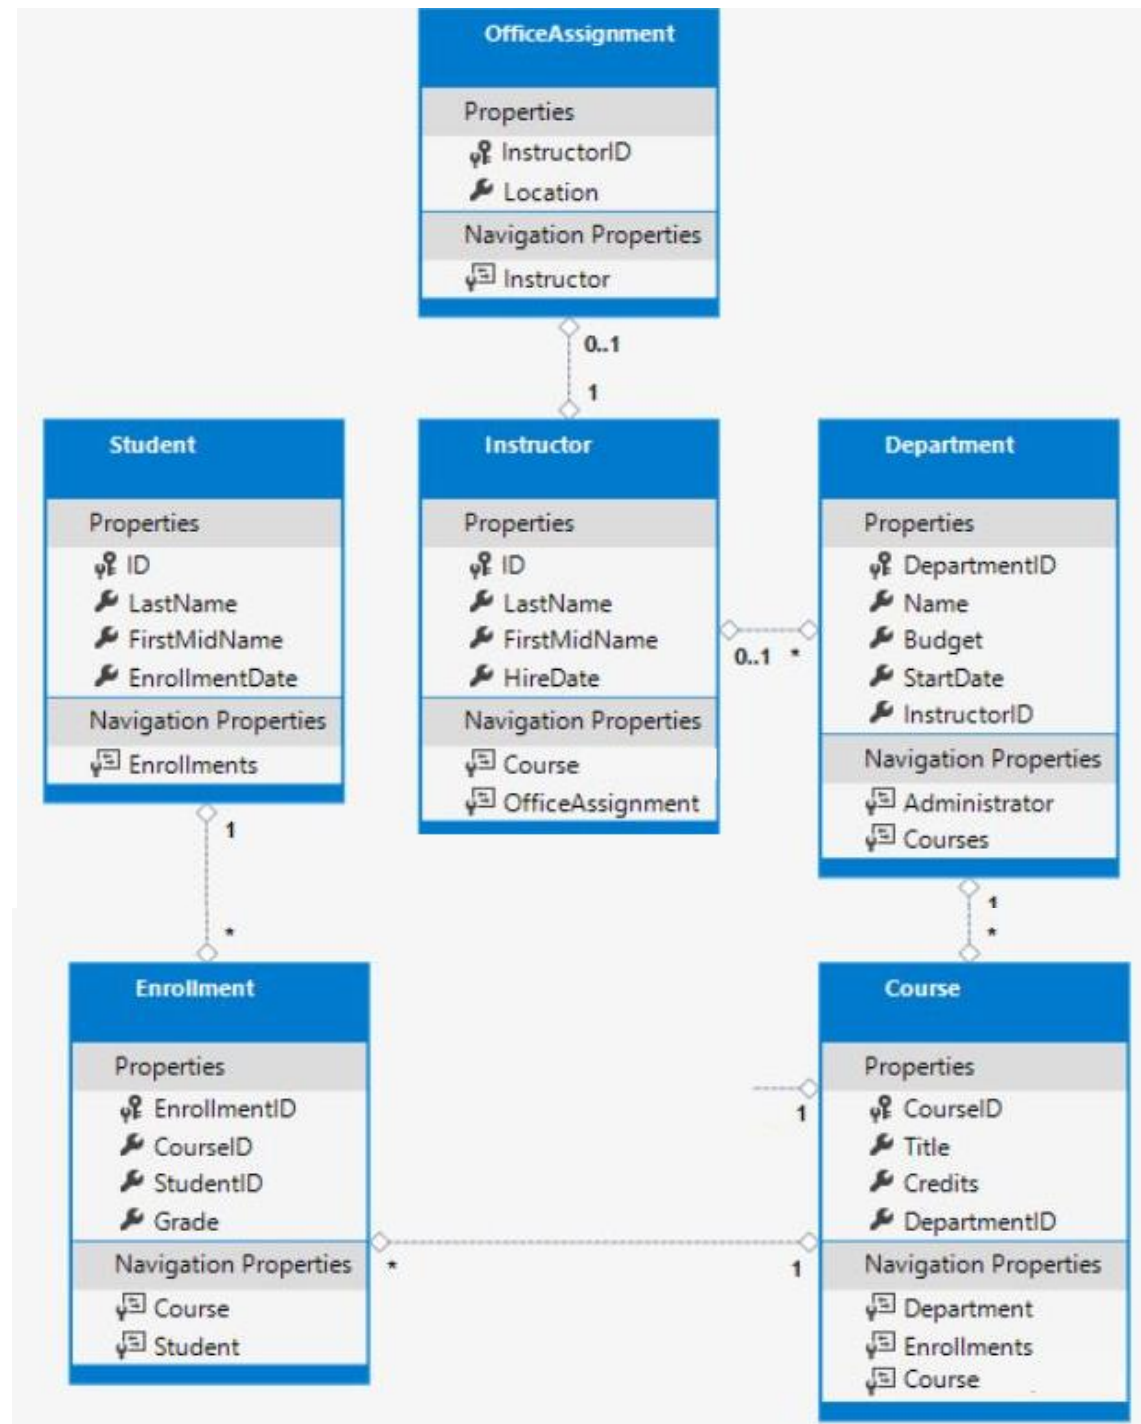 OfficeAssignment
Properties
InstructorID
Location
Navigation Properties
Instructor
0..1
1
Student
Properties
ID
LastName
FirstMidName
EnrollmentDate
Navigation Properties
Enrollments
Instructor
Properties
ID
LastName
FirstMidName
HireDate
Navigation Properties
Course
OfficeAssignment
0..1 *
Department
Properties
DepartmentID
Name
Budget
StartDate
InstructorID
Navigation Properties
Administrator
Courses
1
*
1
*
Enrollment
Properties
EnrollmentID
CourseID
StudentID
Grade
Navigation Properties
Course
Student
*
1
1
Course
Properties
CourseID
Title
Credits
DepartmentID
Navigation Properties
Department
Enrollments
Course